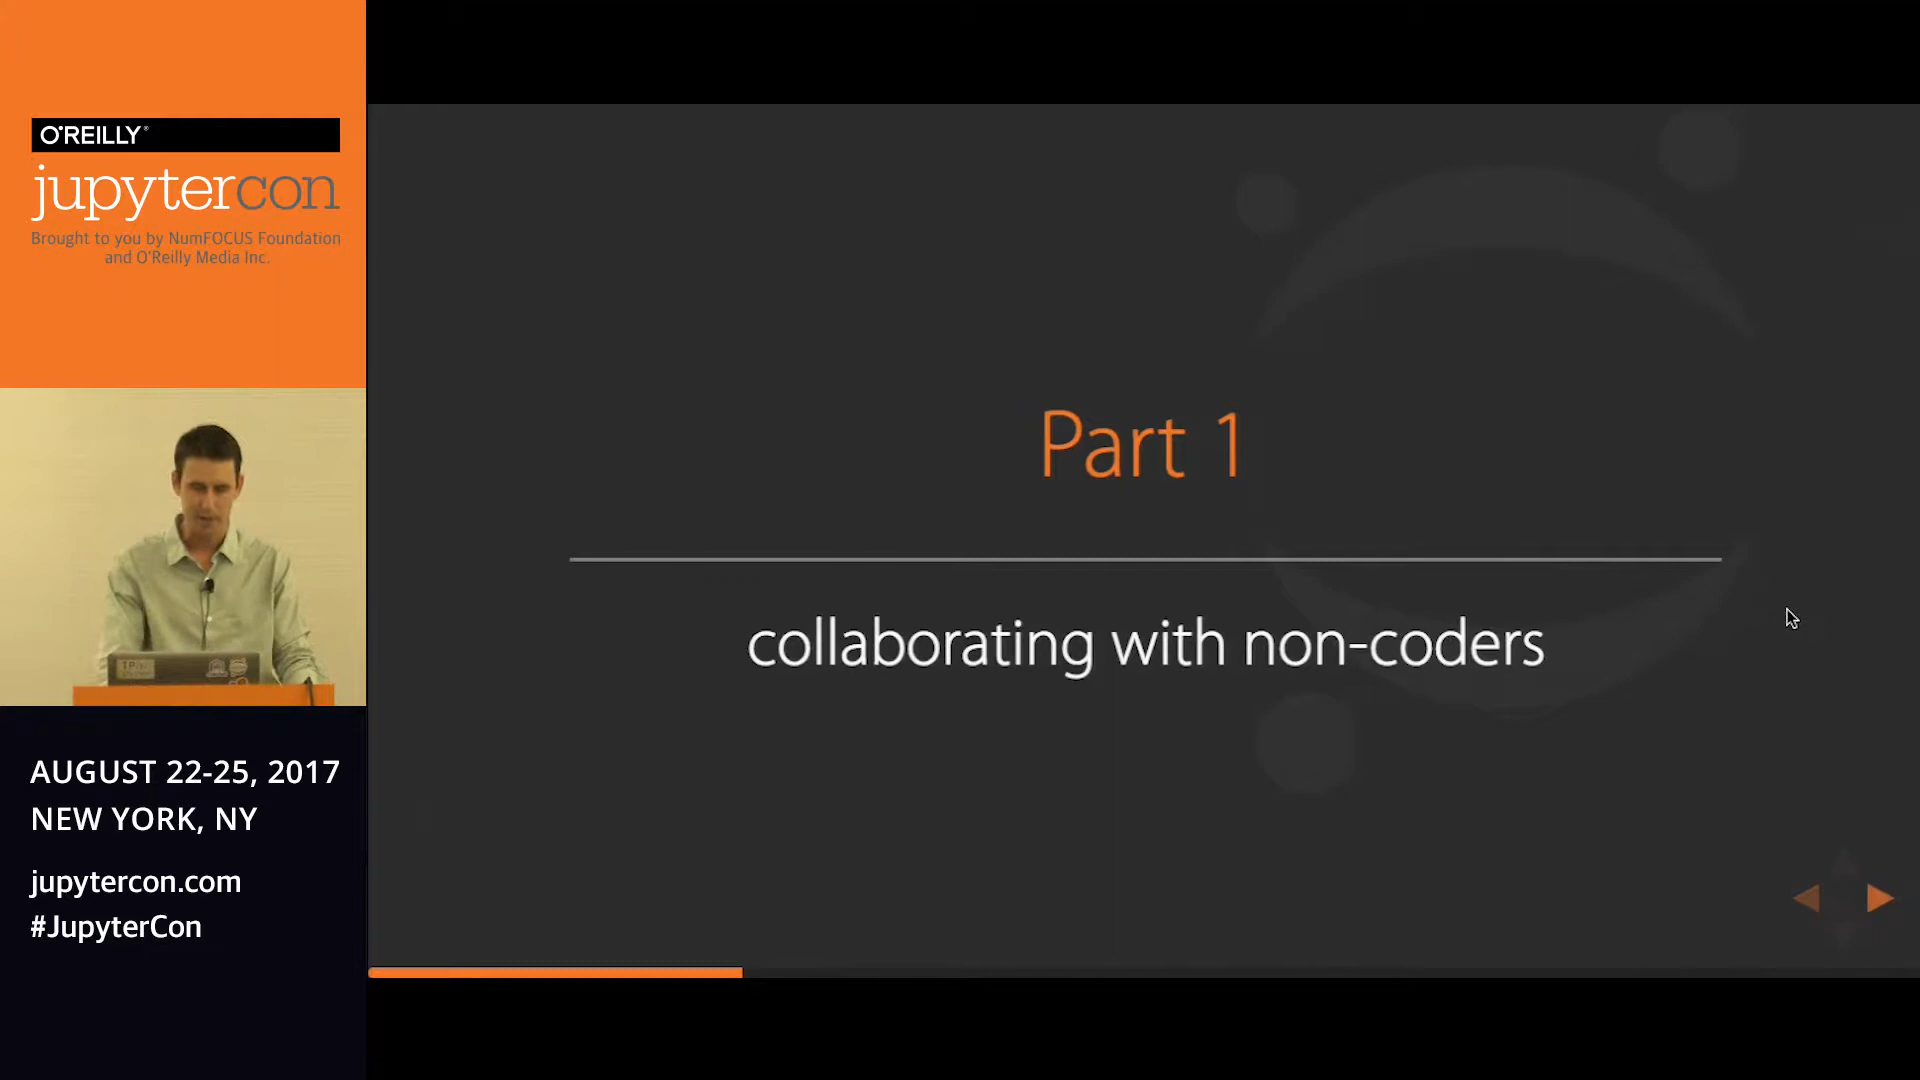 O'REILLY®
jupytercon
Brought to you by NumFOCUS Foundation
and O'Reilly Media Inc.
AUGUST 22-25, 2017
NEW YORK, NY
jupytercon.com
#JupyterCon
Part 1
collaborating with non-coders